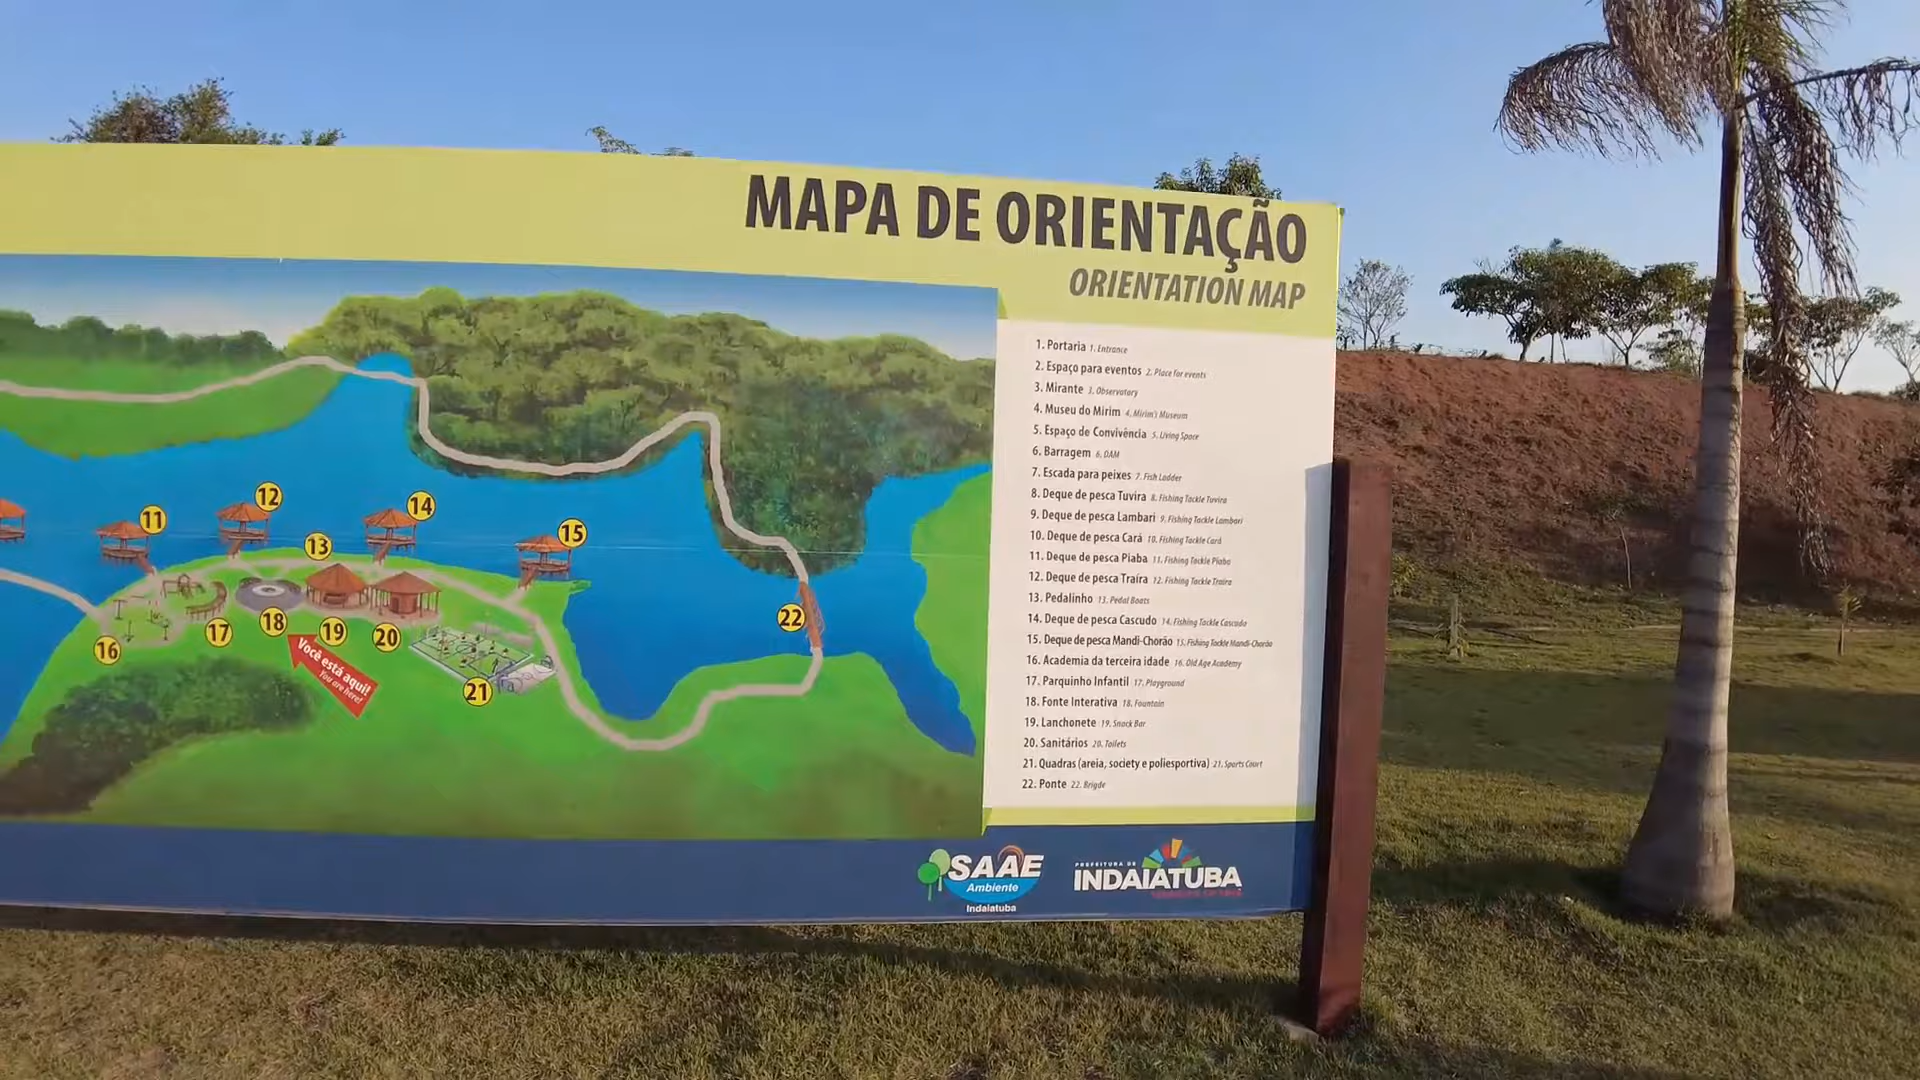 MAPA DE ORIENTAÇÃO
ORIENTATION MAP
1. Portaria 1. Entrance
2. Espaço para eventos 2. Place for events
3. Mirante 3. Observatory
4. Museu do Mirim 4. Mirim's Museum
5. Espaço de Convivência 5. Living Space
6. Barragem 6. DAM
7. Escada para peixes 7. Fish Ladder
8. Deque de pesca Tuvira 8. Fishing Tackle Tuvira
9. Deque de pesca Lambari 9. Fishing Tackle Lambari
10. Deque de pesca Cará 10. Fishing Tackle Cará
11. Deque de pesca Piaba 11. Fishing Tackle Piaba
12. Deque de pesca Traíra 12. Fishing Tackle Traíra
13. Pedalinho 13. Pedal Boats
14. Deque de pesca Cascudo 14. Fishing Tackle Cascudo
15. Deque de pesca Mandi-Chorão 15. Fishing Tackle Mandi-Chorão
16. Academia da terceira idade 16. Old Age Academy
17. Parquinho Infantil 17. Playground
18. Fonte Interativa 18. Fountain
19. Lanchonete 19. Snack Bar
20. Sanitários 20. Toilets
21. Quadras (areia, society e poliesportiva) 21. Sports Court
22. Ponte 22. Brigde
11
12
13
14
15
16
17
18
19
20
21
22
Você está aqui!
You are here!
SAAE
Ambiente
Indaiatuba
PREFEITURA DE
INDAIATUBA